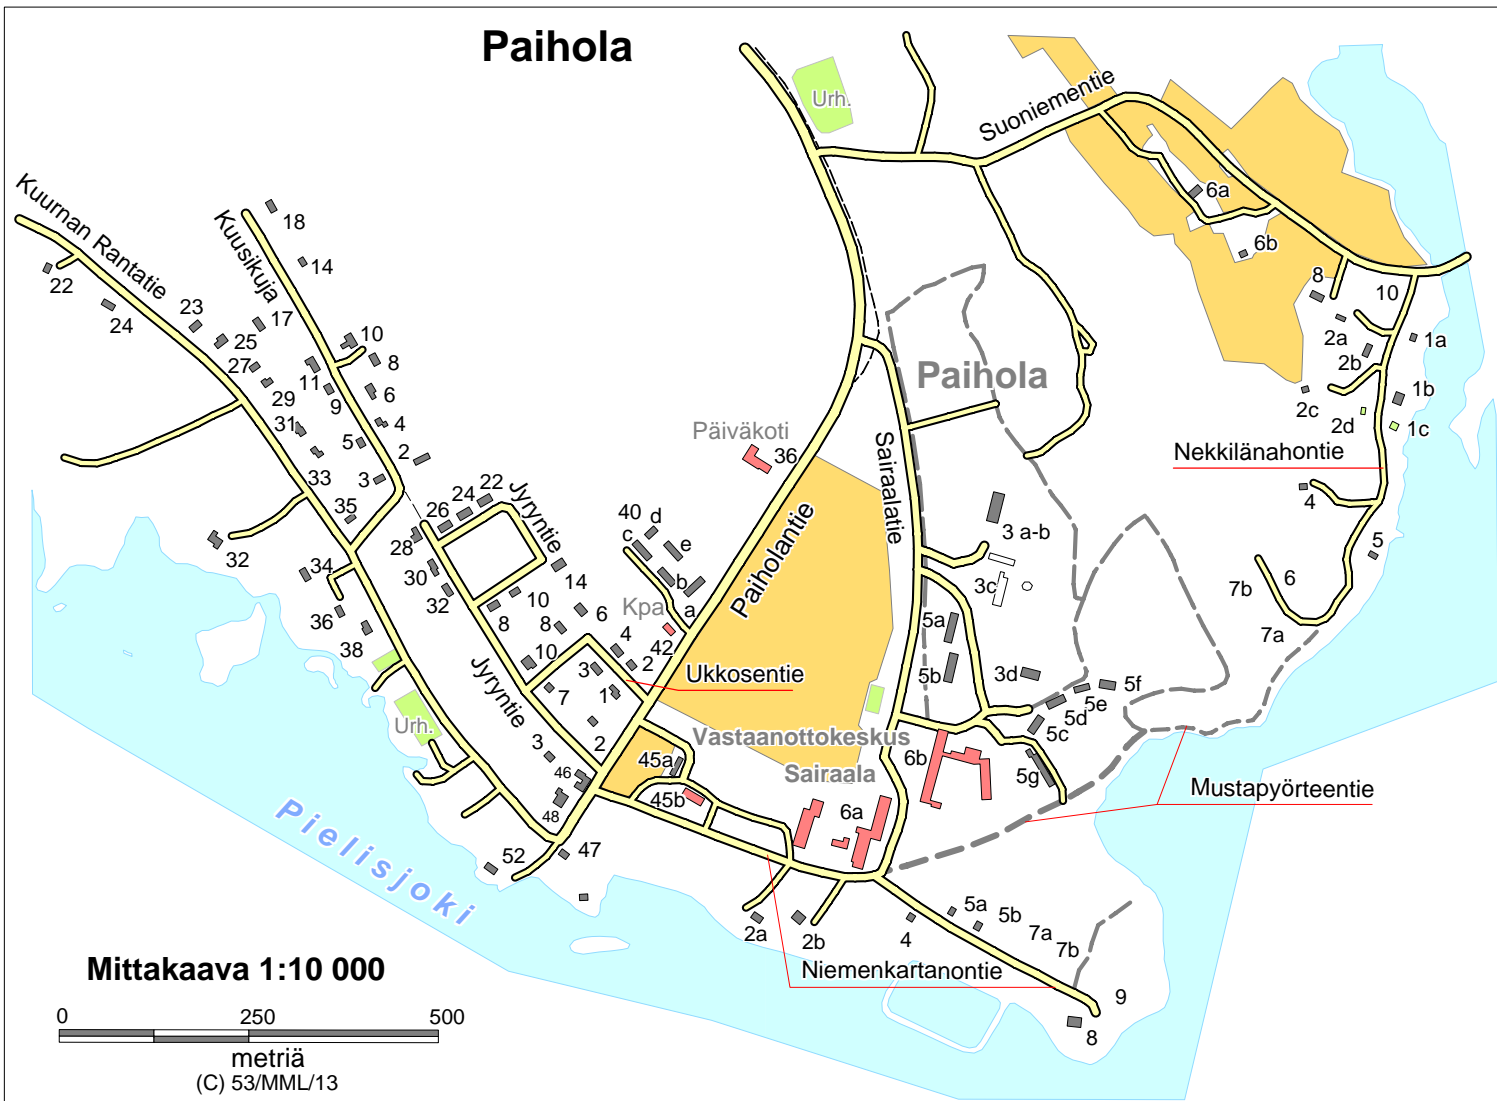 Paihola
Urh.
Suoniementie
Kuurnan Rantatie
Kuusikuja
18
14
22
24
23
17
25
27
29
31
33
35
11
9
10
8
6
4
5
2
3
6a
6b
8
10
2a
2b
2c
2d
1a
1b
1c
Nekkilänahontie
4
5
6
7b
7a
Paihola
Päiväkoti
36
Sairaalatie
Paiholantie
Jyryntie
22
24
26
28
30
32
32
34
36
38
40
d
c
e
b
a
Kpa
42
14
10
8
6
8
10
4
2
3
1
7
Ukkosentie
Jyryntie
3
2
46
48
45a
45b
3 a-b
3c
5a
5b
3d
5f
5e
5d
5c
5g
Vastaanottokeskus
Sairaala
6b
6a
Mustapyörteentie
Urh.
Pielisjoki
52
47
2a
2b
4
5a
5b
7a
7b
9
8
Niemenkartanontie
Mittakaava 1:10 000
0 250 500
metriä
(C) 53/MML/13